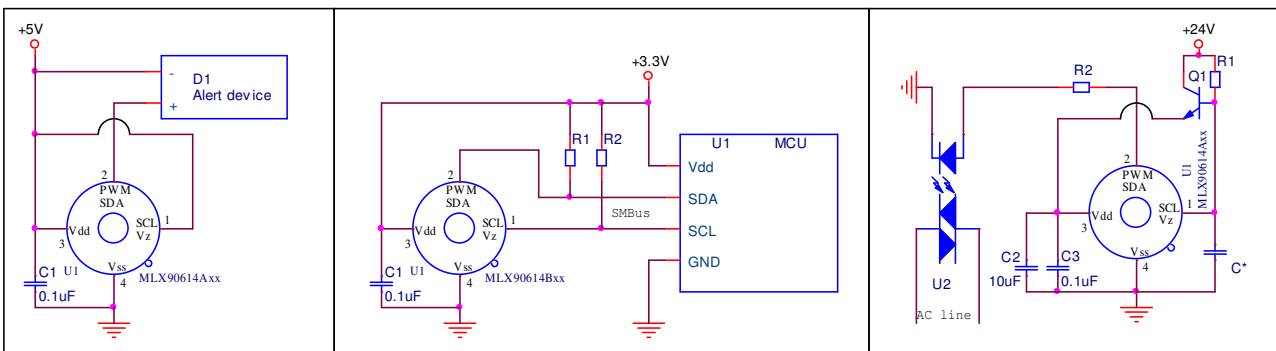 +5V
-
D1
Alert device
+
2
PWM
SDA
SCL
1
Vz
Vdd
3
Vss
4
C1
U1
0.1uF
MLX90614Axx
+3.3V
R1
R2
U1
MCU
Vdd
SDA
SMBus
SCL
GND
2
PWM
SDA
SCL
1
Vz
Vdd
3
Vss
4
C1
U1
0.1uF
MLX90614Bxx
+24V
R1
Q1
R2
U1
MLX90614Axx
2
PWM
SDA
SCL
1
Vz
Vdd
3
Vss
4
C2
10uF
C3
0.1uF
C*
U2
AC line